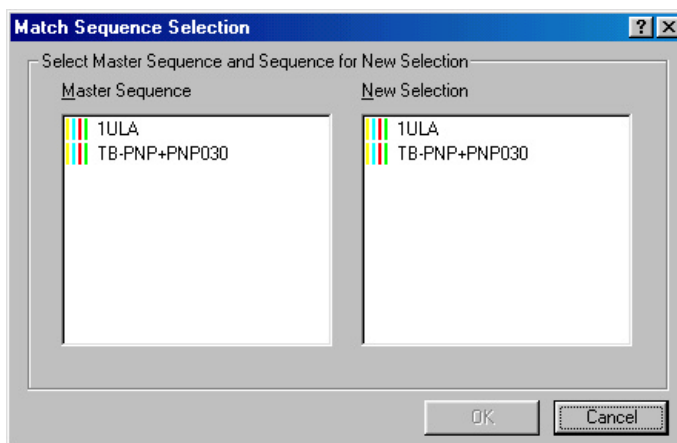 Match Sequence Selection
Select Master Sequence and Sequence for New Selection
Master Sequence
1ULA
TB-PNP+PNP030
New Selection
1ULA
TB-PNP+PNP030
OK
Cancel